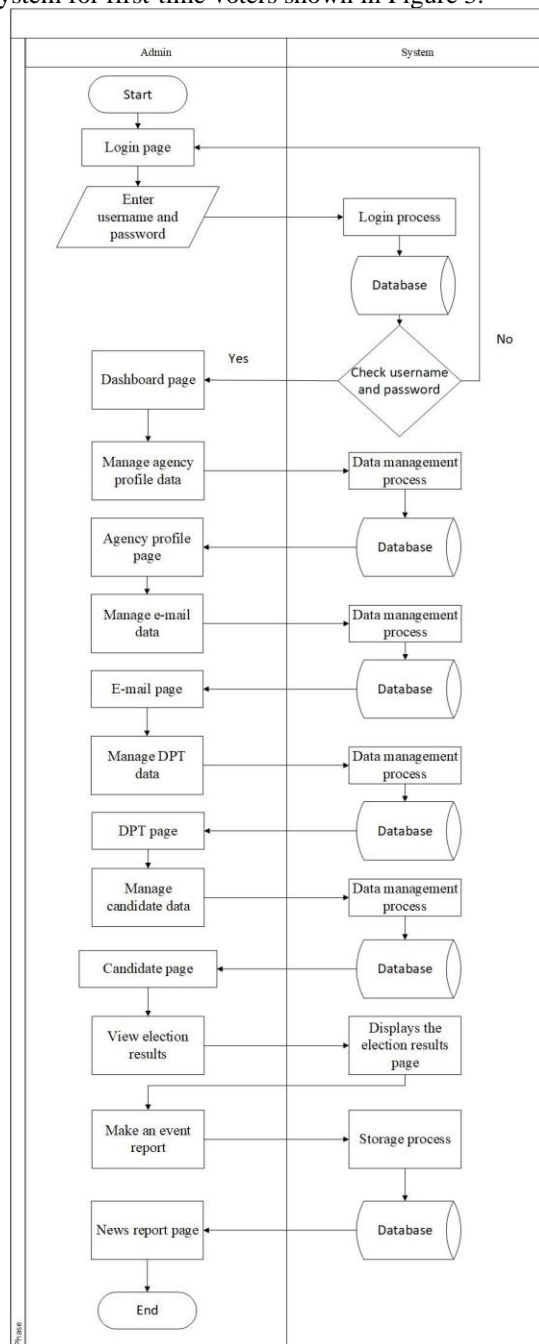 system for first-time voters shown in Figure 3.
Admin
System
Start
Login page
Enter
username and
password
Login process
Database
No
Yes
Check username
and password
Dashboard page
Manage agency
profile data
Data management
process
Agency profile
page
Database
Manage e-mail
data
Data management
process
E-mail page
Database
Manage DPT
data
Data management
process
DPT page
Database
Manage
candidate data
Data management
process
Candidate page
Database
View election
results
Displays the
election results
page
Make an event
report
Storage process
News report page
Database
End
Phase